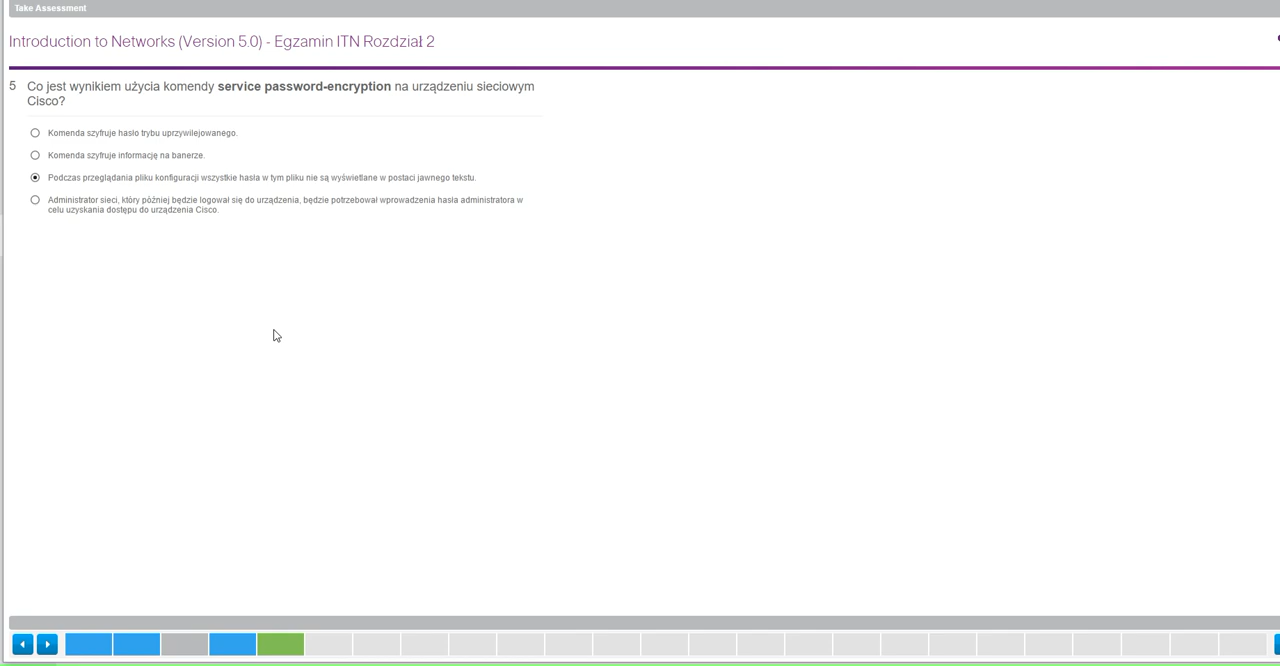 Take Assessment
Introduction to Networks (Version 5.0) - Egzamin ITN Rozdział 2
5 Co jest wynikiem użycia komendy service password-encryption na urządzeniu sieciowym
Cisco?
Komenda szyfruje hasło trybu uprzywilejowanego.
Komenda szyfruje informację na banerze.
Podczas przeglądania pliku konfiguracji wszystkie hasła w tym pliku nie są wyświetlane w postaci jawnego tekstu.
Administrator sieci, który później będzie logował się do urządzenia, będzie potrzebował wprowadzenia hasła administratora w
celu uzyskania dostępu do urządzenia Cisco.